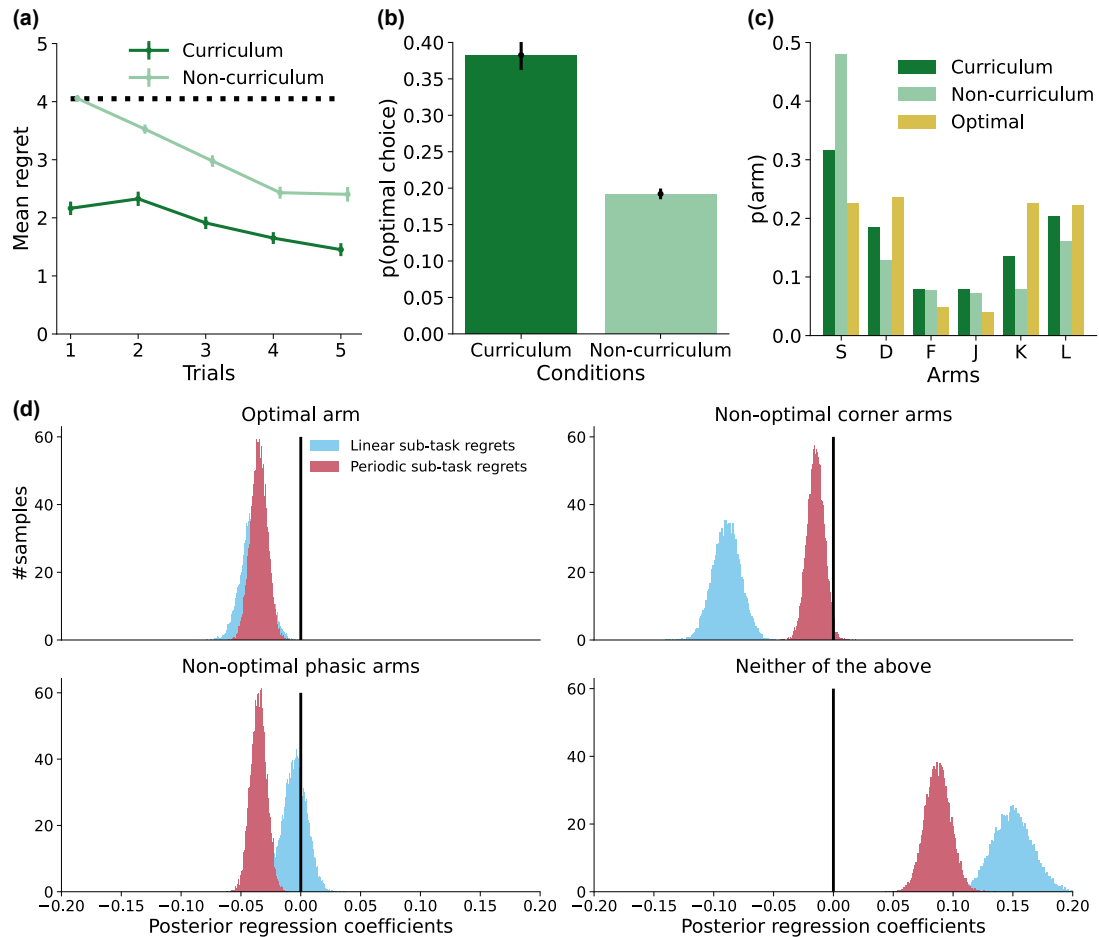 (a)
Curriculum
Non-curriculum
Mean regret
5
4
3
2
1
0
1 2 3 4 5
Trials
(b)
p(optimal choice)
0.40
0.35
0.30
0.25
0.20
0.15
0.10
0.05
0.00
Curriculum Non-curriculum
Conditions
(c)
Curriculum
Non-curriculum
Optimal
p(arm)
0.5
0.4
0.3
0.2
0.1
0.0
S D F J K L
Arms
(d)
Optimal arm
Linear sub-task regrets
Periodic sub-task regrets
#samples
60
40
20
0
Non-optimal corner arms
60
40
20
0
Non-optimal phasic arms
60
40
20
0
-0.20 -0.15 -0.10 -0.05 0.00 0.05 0.10 0.15 0.20
Posterior regression coefficients
Neither of the above
60
40
20
0
-0.20 -0.15 -0.10 -0.05 0.00 0.05 0.10 0.15 0.20
Posterior regression coefficients